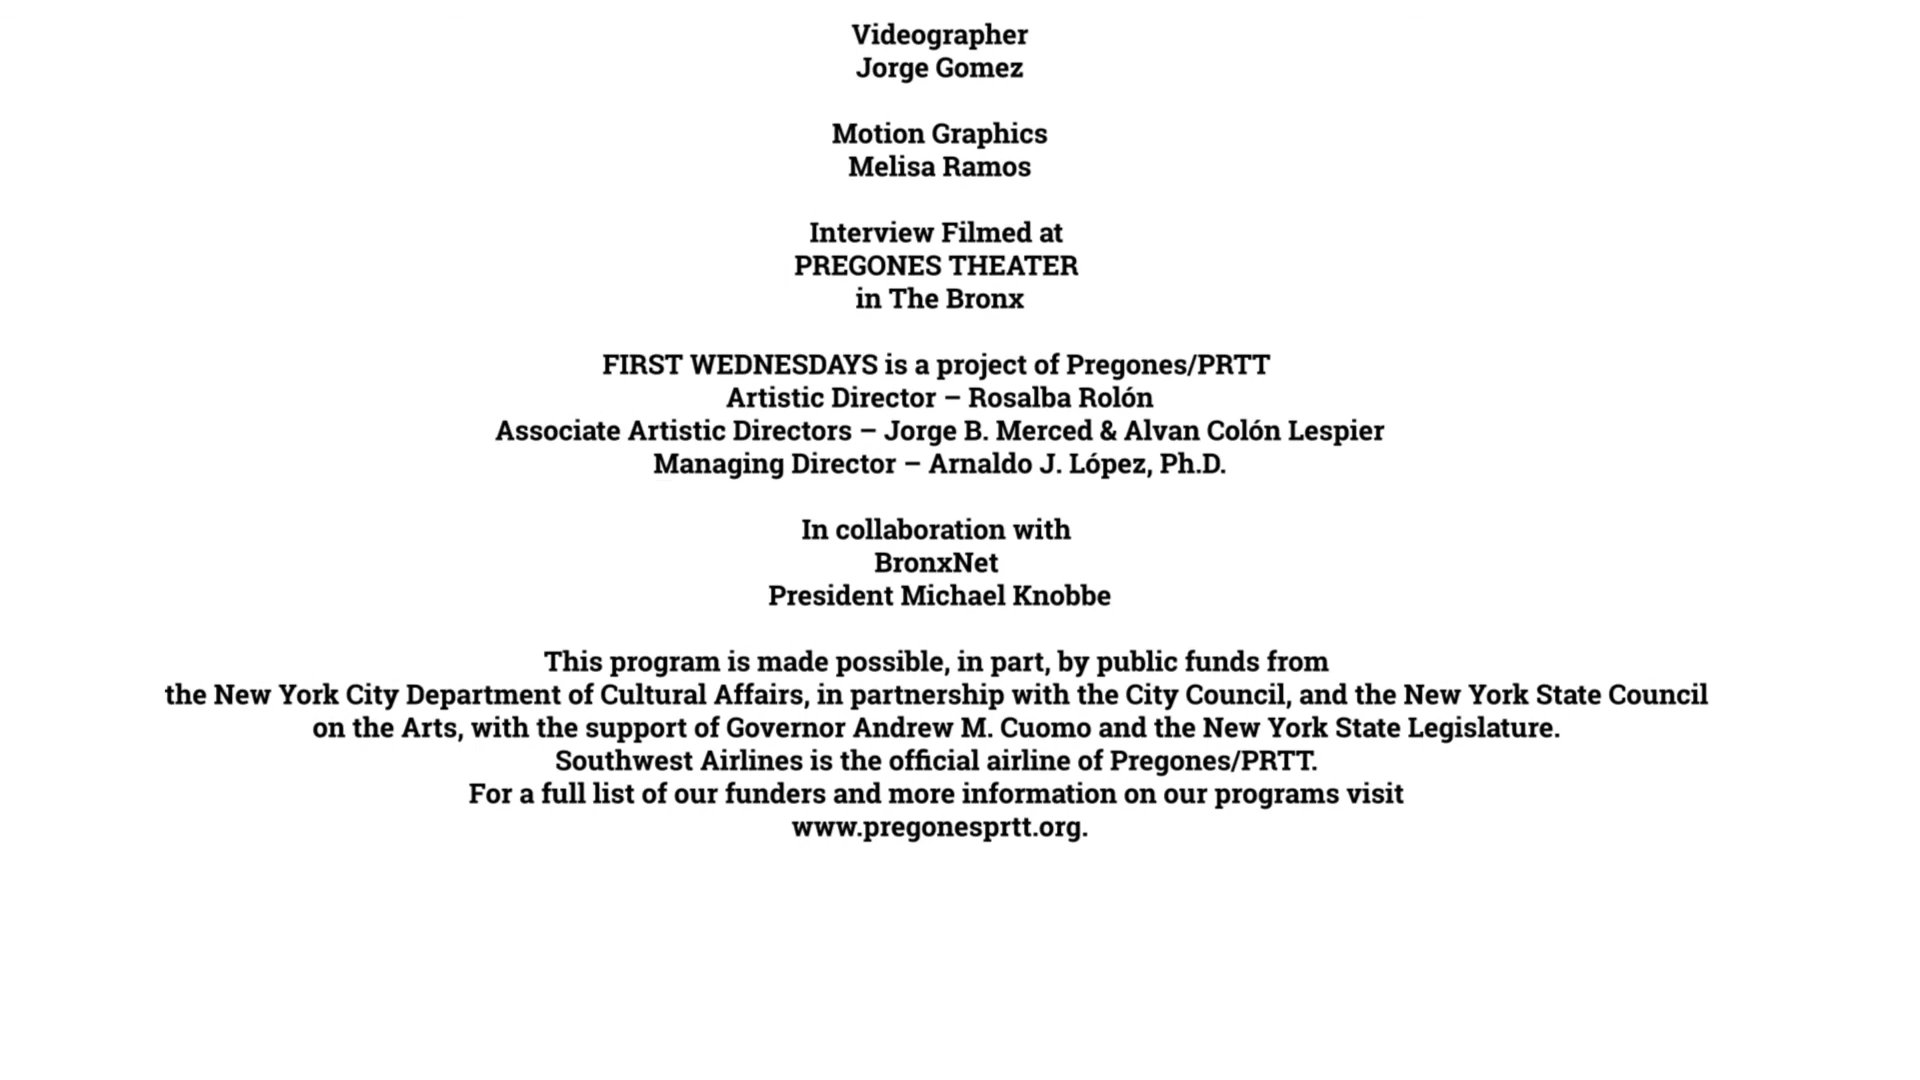 Videographer
Jorge Gomez
Motion Graphics
Melisa Ramos
Interview Filmed at
PREGONES THEATER
in The Bronx
FIRST WEDNESDAYS is a project of Pregones/PRTT
Artistic Director – Rosalba Rolón
Associate Artistic Directors – Jorge B. Merced & Alvan Colón Lespier
Managing Director – Arnaldo J. López, Ph.D.
In collaboration with
BronxNet
President Michael Knobbe
This program is made possible, in part, by public funds from
the New York City Department of Cultural Affairs, in partnership with the City Council, and the New York State Council
on the Arts, with the support of Governor Andrew M. Cuomo and the New York State Legislature.
Southwest Airlines is the official airline of Pregones/PRTT.
For a full list of our funders and more information on our programs visit
www.pregonesprtt.org.